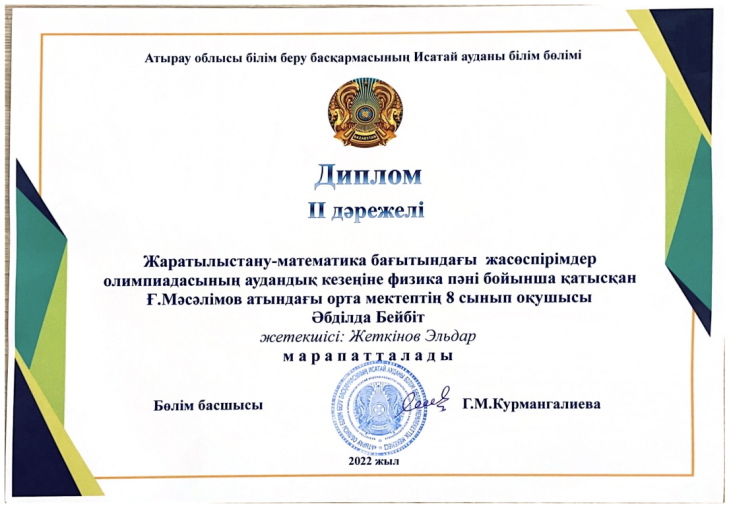 Атырау облысы білім беру басқармасының Исатай ауданы білім бөлімі
ҚАЗАҚСТАН
Диплом
II дәрежелі
Жаратылыстану-математика бағытындағы жасөспірімдер
олимпиадасының аудандық кезеңіне физика пәні бойынша қатысқан
Ғ.Мәсәлімов атындағы орта мектептің 8 сынып оқушысы
Әбділда Бейбіт
жетекшісі: Жеткінов Эльдар
марапатталады
Бөлім басшысы
Г.М.Курмангалиева
2022 жыл